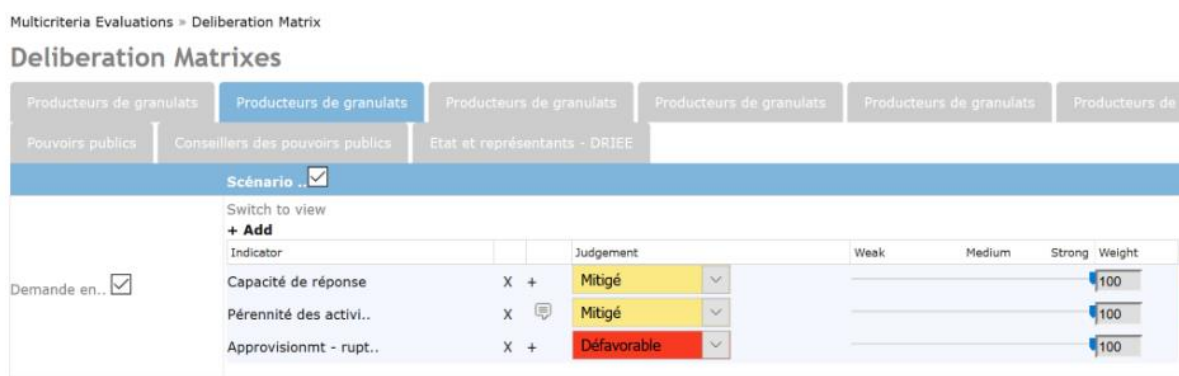 Multicriteria Evaluations » Deliberation Matrix
Deliberation Matrixes
Producteurs de granulats Producteurs de granulats Producteurs de granulats Producteurs de granulats Producteurs de granulats Producteurs de
Pouvoirs publics Conseillers des pouvoirs publics Etat et représentants - DRIEE
Scénario ..
Switch to view
+ Add
Indicator Judgement Weak Medium Strong Weight
Demande en..
Capacité de réponse X + Mitigé 100
Pérennité des activi.. X Mitigé 100
Approvisionmt - rupt.. X + Défavorable 100